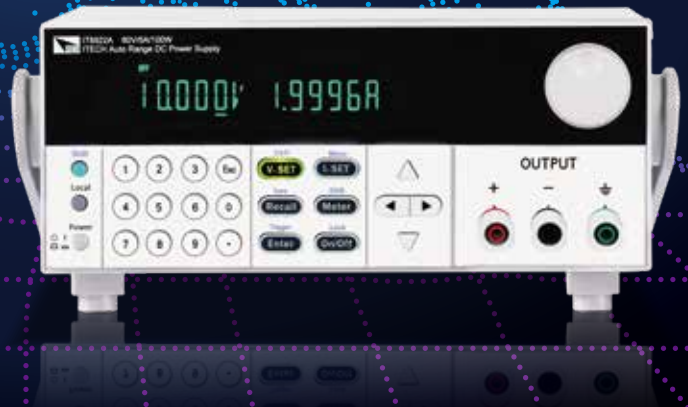 IT6922A 60V/5A/100W
ITECH Auto Range DC Power Supply
OFF
10.000V 1.9996A
Shift
Local
Power
1 2 3 Esc
4 5 6 0
7 8 9 .
V-SET I-SET
Recall Meter
Enter On/Off
Menu
Save
Trigger Lock
OUTPUT
+ -